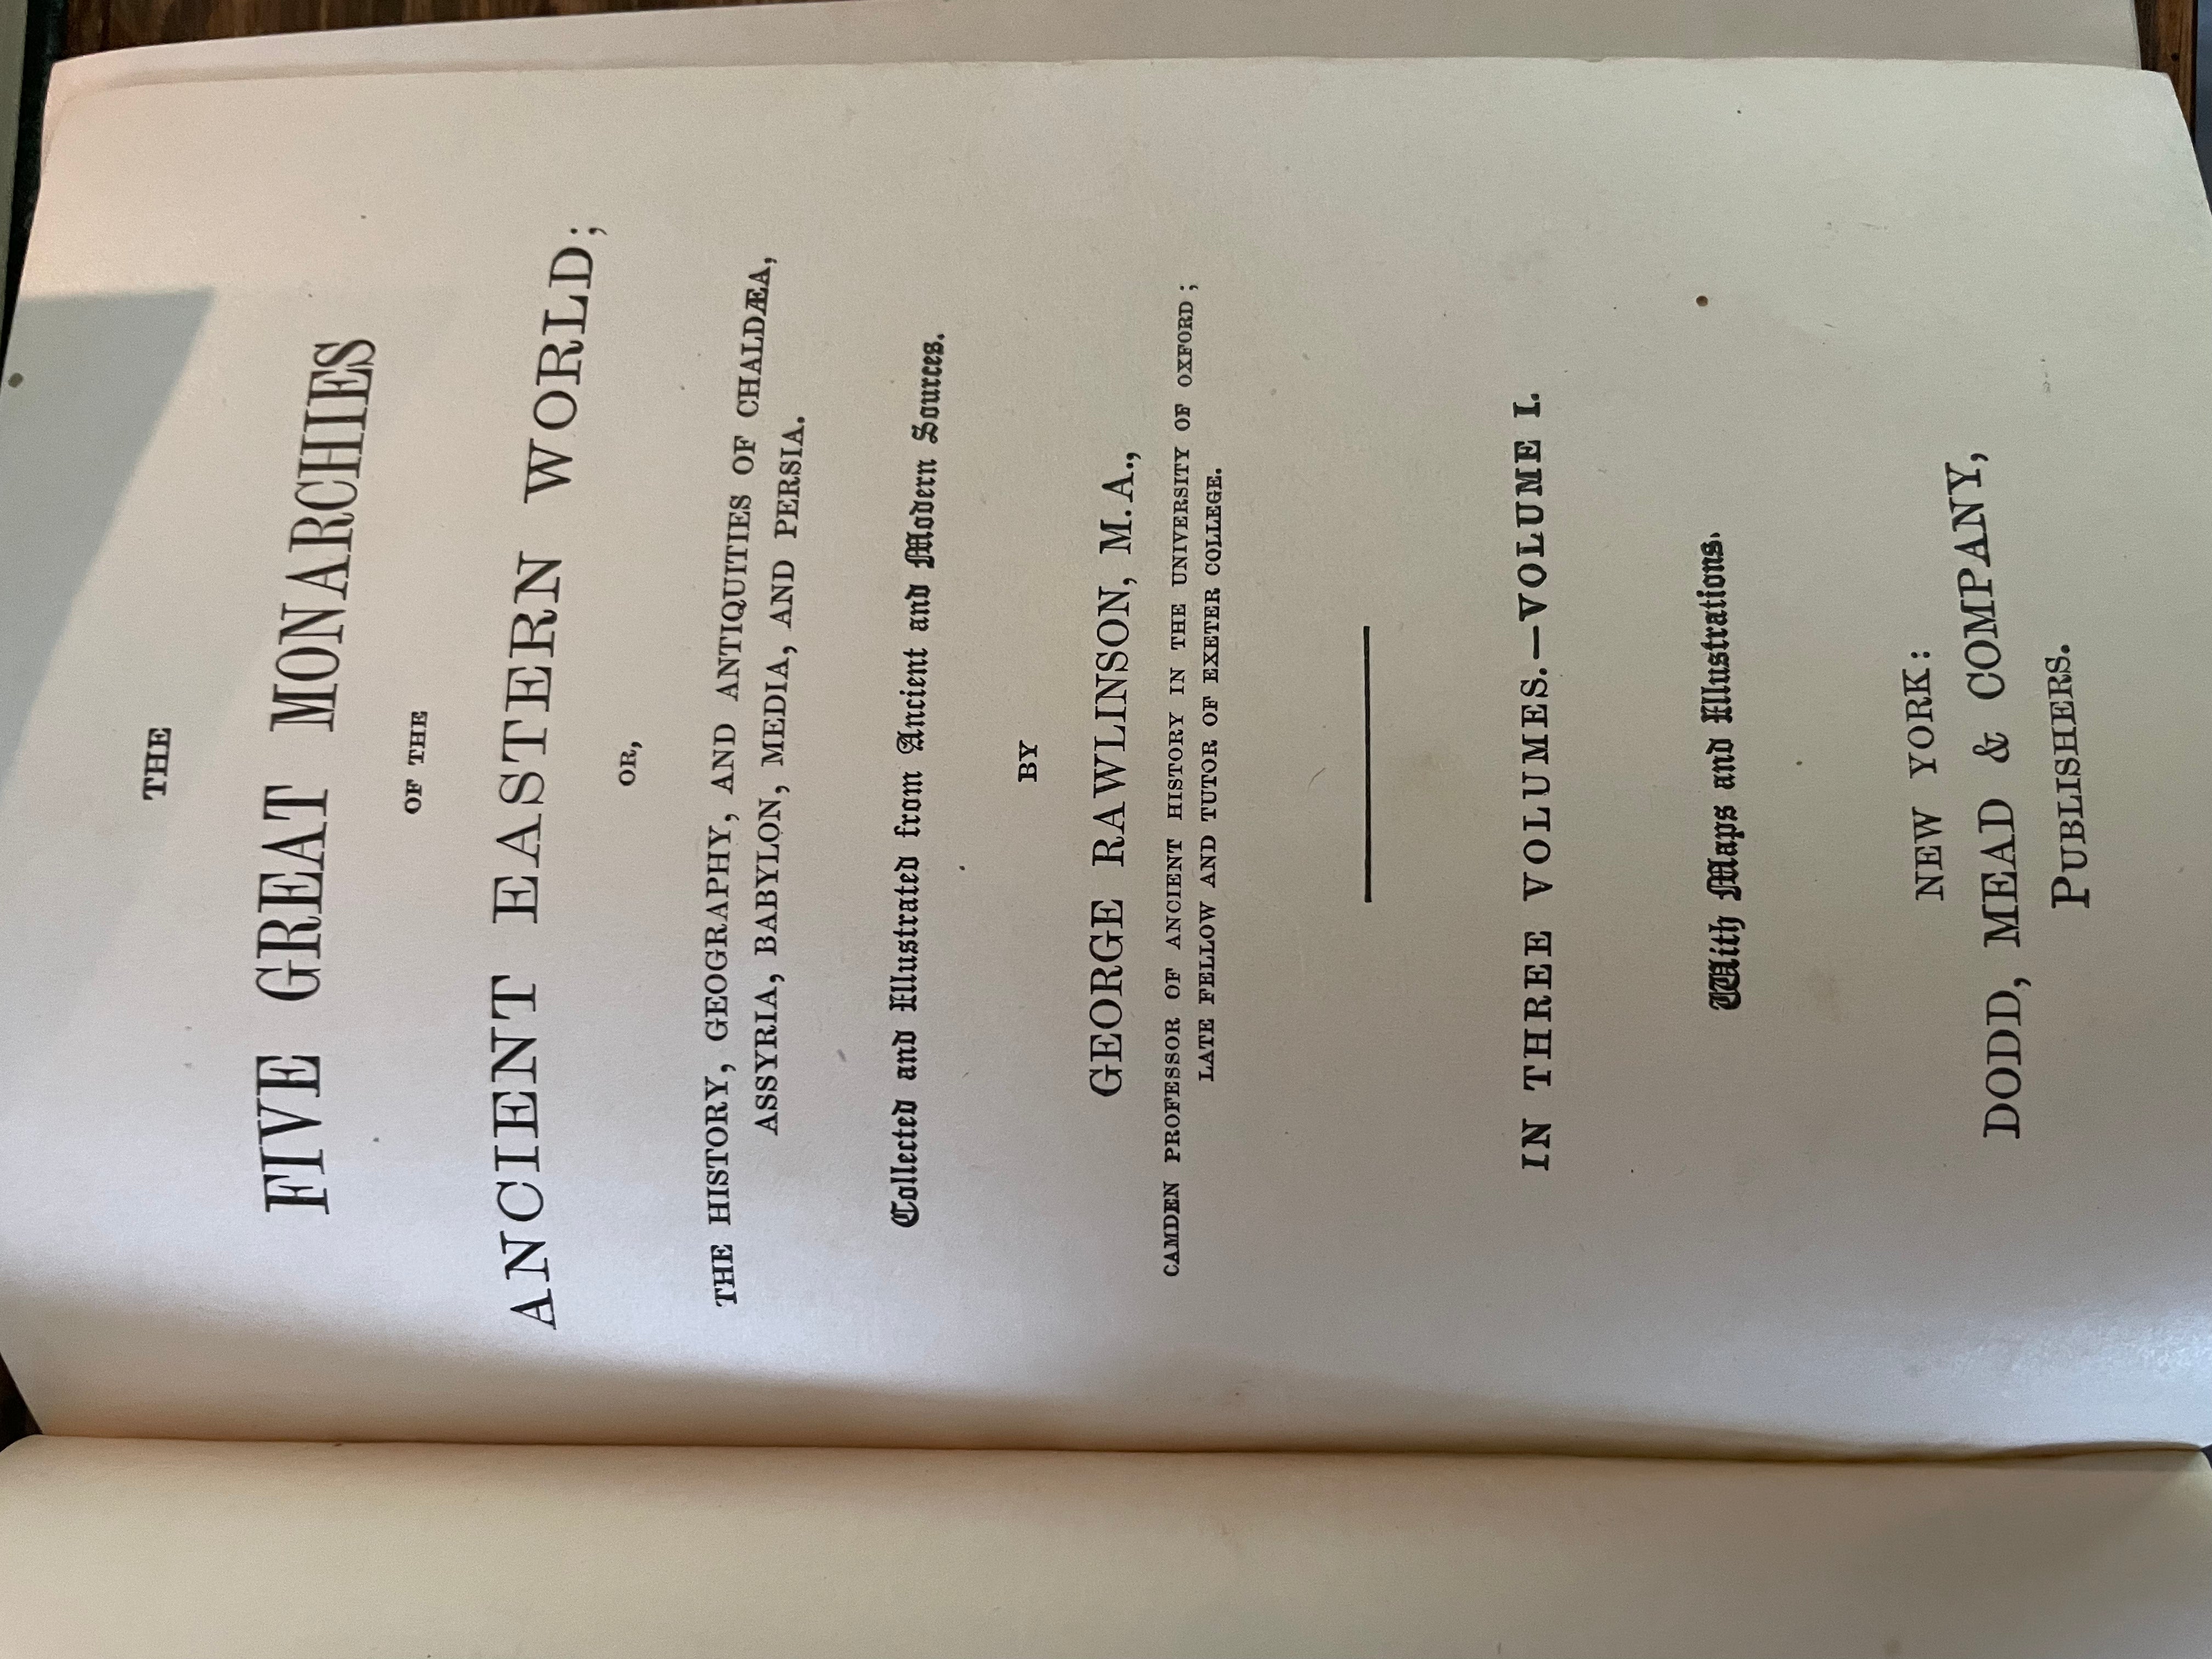 THE
FIVE GREAT MONARCHIES
OF THE
ANCIENT EASTERN WORLD;
OR,
THE HISTORY, GEOGRAPHY, AND ANTIQUITIES OF CHALDÆA,
ASSYRIA, BABYLON, MEDIA, AND PERSIA.
Collected and Illustrated from Ancient and Modern Sources.
BY
GEORGE RAWLINSON, M.A.,
CAMDEN PROFESSOR OF ANCIENT HISTORY IN THE UNIVERSITY OF OXFORD;
LATE FELLOW AND TUTOR OF EXETER COLLEGE.
IN THREE VOLUMES.—VOLUME I.
With Maps and Illustrations.
NEW YORK:
DODD, MEAD & COMPANY,
PUBLISHERS.